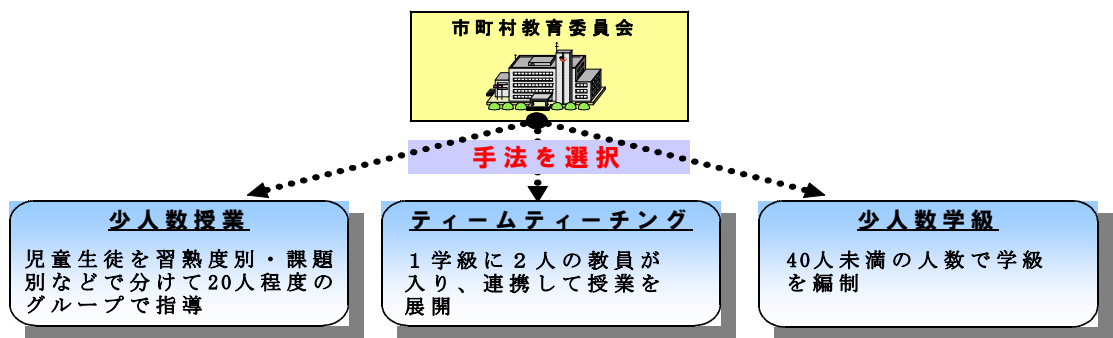 市町村教育委員会
手法を選択
少人数授業
児童生徒を習熟度別・課題
別などで分けて20人程度の
グループで指導
ティームティーチング
１学級に２人の教員が
入り、連携して授業を
展開
少人数学級
40人未満の人数で学級
を編制